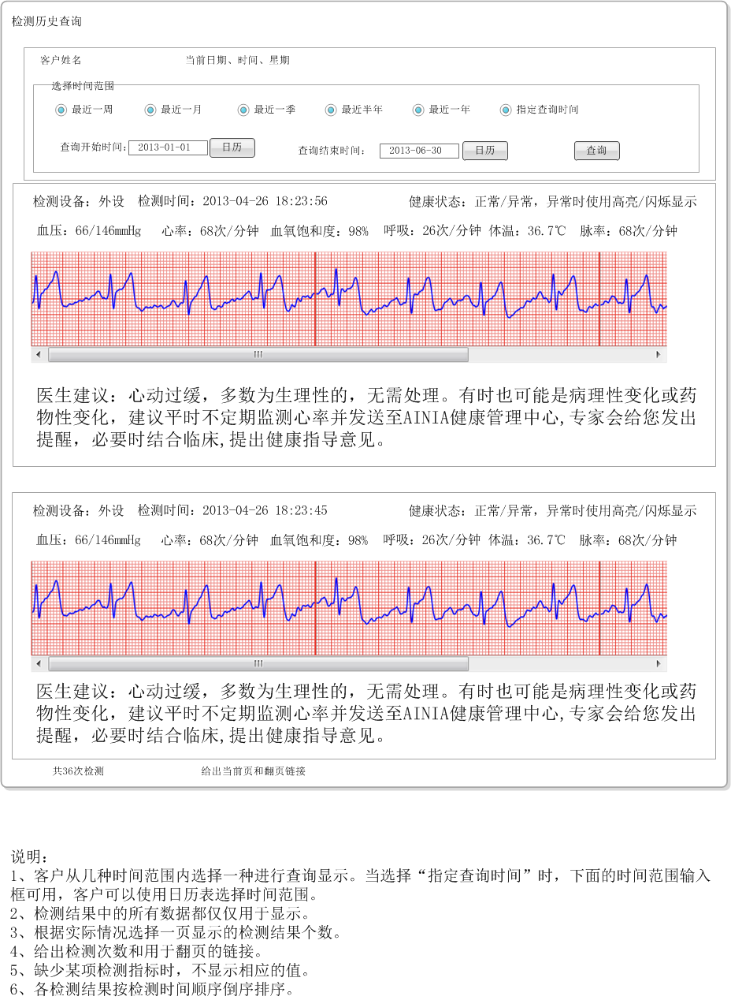 检测历史查询
客户姓名 当前日期、时间、星期
选择时间范围
最近一周 最近一月 最近一季 最近半年 最近一年 指定查询时间
查询开始时间: 2013-01-01 日历 查询结束时间: 2013-06-30 日历 查询
检测设备：外设 检测时间：2013-04-26 18:23:56 健康状态：正常/异常，异常时使用高亮/闪烁显示
血压：66/146mmHg 心率：68次/分钟 血氧饱和度：98% 呼吸：26次/分钟 体温：36.7℃ 脉率：68次/分钟
医生建议：心动过缓，多数为生理性的，无需处理。有时也可能是病理性变化或药
物性变化，建议平时不定期监测心率并发送至AINIA健康管理中心,专家会给您发出
提醒，必要时结合临床,提出健康指导意见。
检测设备：外设 检测时间：2013-04-26 18:23:45 健康状态：正常/异常，异常时使用高亮/闪烁显示
血压：66/146mmHg 心率：68次/分钟 血氧饱和度：98% 呼吸：26次/分钟 体温：36.7℃ 脉率：68次/分钟
医生建议：心动过缓，多数为生理性的，无需处理。有时也可能是病理性变化或药
物性变化，建议平时不定期监测心率并发送至AINIA健康管理中心,专家会给您发出
提醒，必要时结合临床,提出健康指导意见。
共36次检测 给出当前页和翻页链接
说明：
1、客户从几种时间范围内选择一种进行查询显示。当选择“指定查询时间”时，下面的时间范围输入
框可用，客户可以使用日历表选择时间范围。
2、检测结果中的所有数据都仅仅用于显示。
3、根据实际情况选择一页显示的检测结果个数。
4、给出检测次数和用于翻页的链接。
5、缺少某项检测指标时，不显示相应的值。
6、各检测结果按检测时间顺序倒序排序。